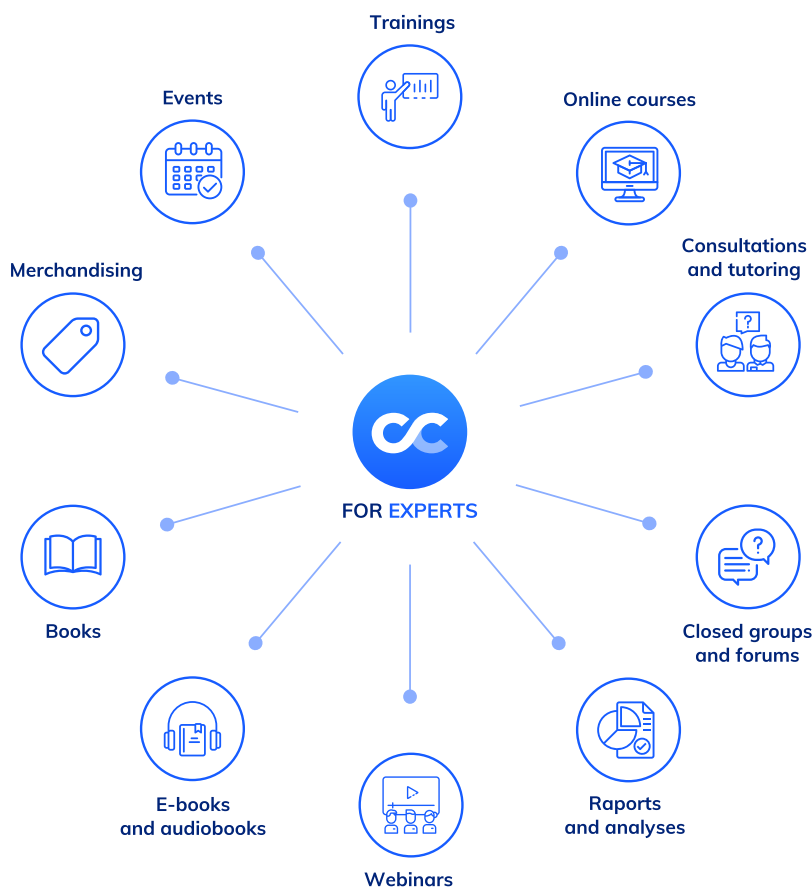 Trainings
Events
Online courses
Consultations
and tutoring
Merchandising
?
FOR EXPERTS
?
Books
Closed groups
and forums
E-books
and audiobooks
Raports
and analyses
Webinars